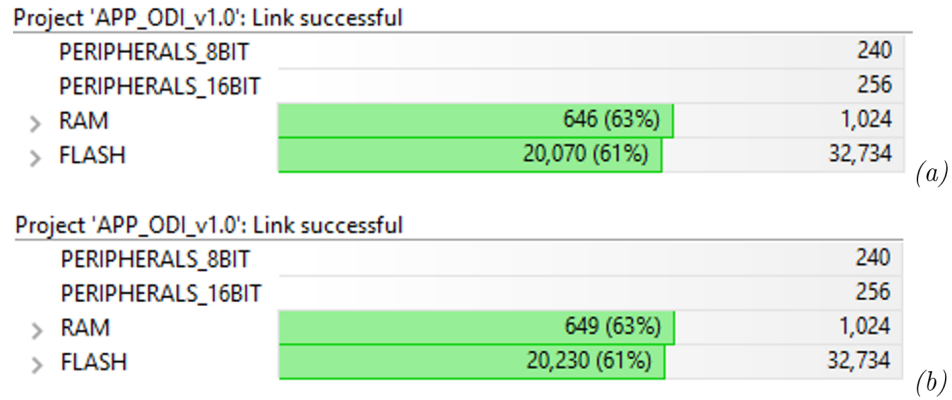 Project 'APP_ODI_v1.0': Link successful
PERIPHERALS_8BIT 240
PERIPHERALS_16BIT 256
RAM 646 (63%) 1,024
FLASH 20,070 (61%) 32,734
(a)
Project 'APP_ODI_v1.0': Link successful
PERIPHERALS_8BIT 240
PERIPHERALS_16BIT 256
RAM 649 (63%) 1,024
FLASH 20,230 (61%) 32,734
(b)